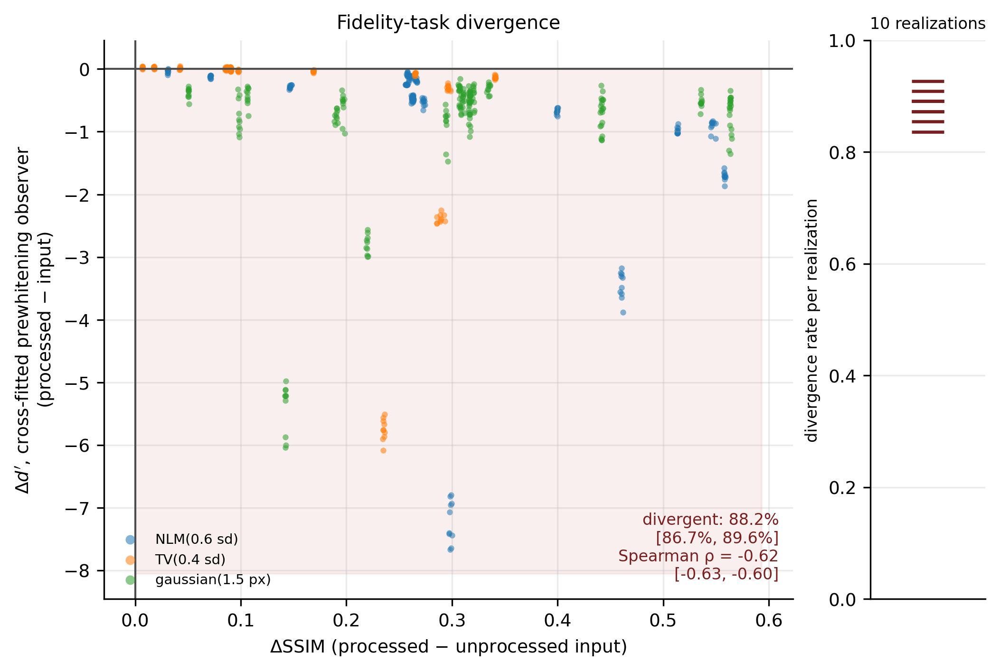 Fidelity-task divergence
10 realizations
Δd′, cross-fitted prewhitening observer
(processed − input)
0
−1
−2
−3
−4
−5
−6
−7
−8
NLM(0.6 sd)
TV(0.4 sd)
gaussian(1.5 px)
divergent: 88.2%
[86.7%, 89.6%]
Spearman ρ = -0.62
[-0.63, -0.60]
0.0
0.1
0.2
0.3
0.4
0.5
0.6
ΔSSIM (processed − unprocessed input)
divergence rate per realization
1.0
0.8
0.6
0.4
0.2
0.0